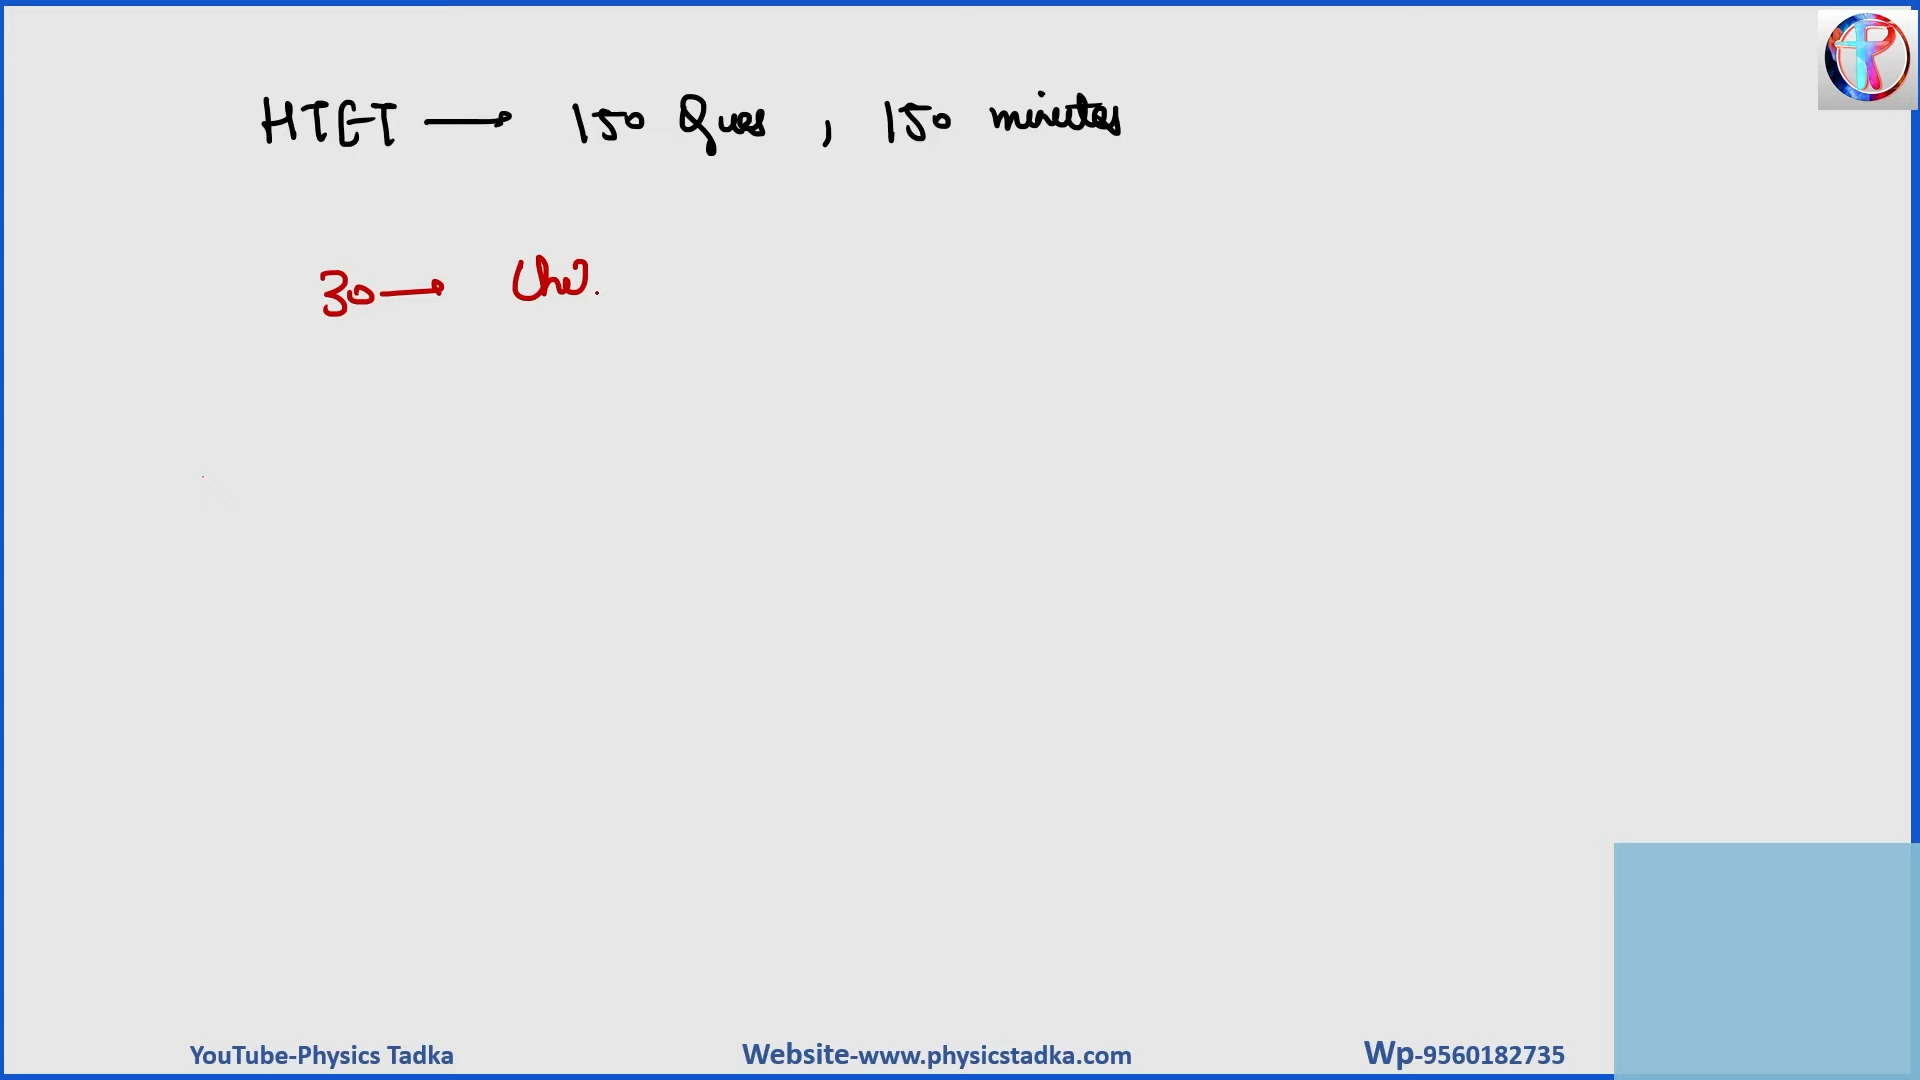 HTET → 150 Ques , 150 minutes
30 → Chi
YouTube-Physics Tadka
Website-www.physicstadka.com
Wp-9560182735